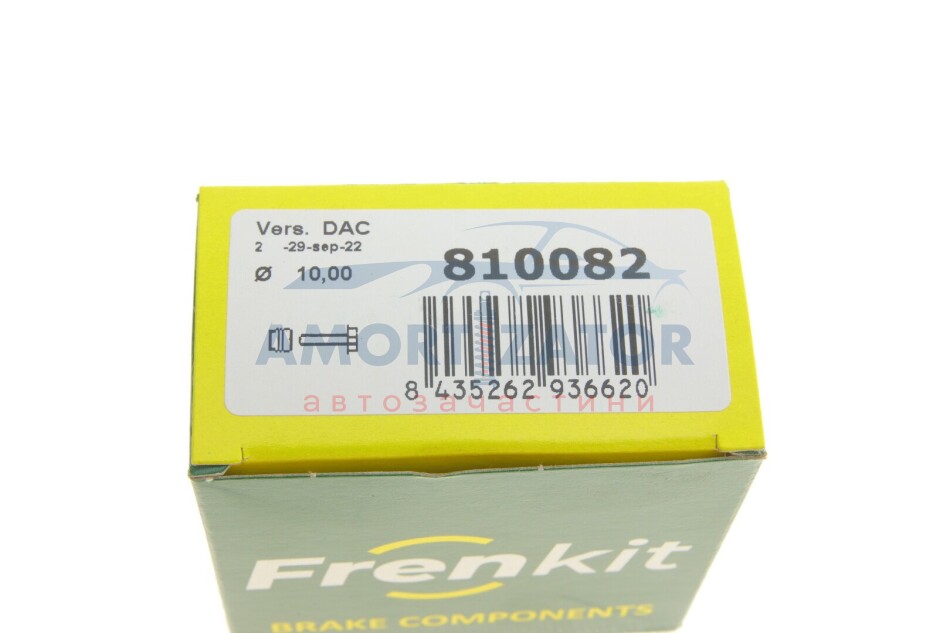 Vers. DAC
2 -29-sep-22
Ø 10,00
810082
AMORTIZATOR
8 435262 936620
автозапчастини
Frenkit
BRAKE COMPONENTS